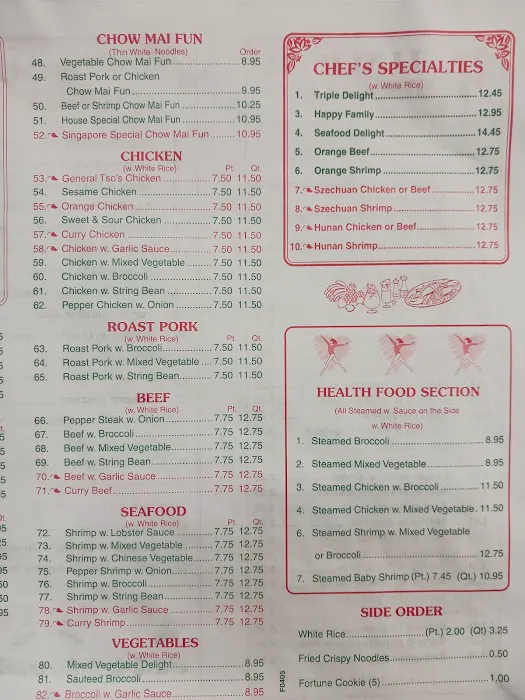 CHOW MAI FUN
(Thin White Noodles) Order
48. Vegetable Chow Mai Fun 8.95
49. Roast Pork or Chicken
Chow Mai Fun 9.95
50. Beef or Shrimp Chow Mai Fun 10.25
51. House Special Chow Mai Fun 10.95
52. Singapore Special Chow Mai Fun 10.95
CHICKEN
(w. White Rice) Pt. Qt.
53. General Tso's Chicken 7.50 11.50
54. Sesame Chicken 7.50 11.50
55. Orange Chicken 7.50 11.50
56. Sweet & Sour Chicken 7.50 11.50
57. Curry Chicken 7.50 11.50
58. Chicken w. Garlic Sauce 7.50 11.50
59. Chicken w. Mixed Vegetable 7.50 11.50
60. Chicken w. Broccoli 7.50 11.50
61. Chicken w. String Bean 7.50 11.50
62. Pepper Chicken w. Onion 7.50 11.50
ROAST PORK
(w. White Rice) Pt. Qt.
63. Roast Pork w. Broccoli 7.50 11.50
64. Roast Pork w. Mixed Vegetable 7.50 11.50
65. Roast Pork w. String Bean 7.50 11.50
BEEF
(w. White Rice) Pt. Qt.
66. Pepper Steak w. Onion 7.75 12.75
67. Beef w. Broccoli 7.75 12.75
68. Beef w. Mixed Vegetable 7.75 12.75
69. Beef w. String Bean 7.75 12.75
70. Beef w. Garlic Sauce 7.75 12.75
71. Curry Beef 7.75 12.75
SEAFOOD
(w. White Rice) Pt. Qt.
72. Shrimp w. Lobster Sauce 7.75 12.75
73. Shrimp w. Mixed Vegetable 7.75 12.75
74. Shrimp w. Chinese Vegetable 7.75 12.75
75. Pepper Shrimp w. Onion 7.75 12.75
76. Shrimp w. Broccoli 7.75 12.75
77. Shrimp w. String Bean 7.75 12.75
78. Shrimp w. Garlic Sauce 7.75 12.75
79. Curry Shrimp 7.75 12.75
VEGETABLES
(w. White Rice)
80. Mixed Vegetable Delight 8.95
81. Sauteed Broccoli 8.95
82. Broccoli w. Garlic Sauce 8.95
F0405
CHEF'S SPECIALTIES
(w. White Rice)
1. Triple Delight 12.45
3. Happy Family 12.95
4. Seafood Delight 14.45
5. Orange Beef 12.75
6. Orange Shrimp 12.75
7. Szechuan Chicken or Beef 12.75
8. Szechuan Shrimp 12.75
9. Hunan Chicken or Beef 12.75
10. Hunan Shrimp 12.75
HEALTH FOOD SECTION
(All Steamed w. Sauce on the Side
w. White Rice)
1. Steamed Broccoli 8.95
2. Steamed Mixed Vegetable 8.95
3. Steamed Chicken w. Broccoli 11.50
4. Steamed Chicken w. Mixed Vegetable 11.50
6. Steamed Shrimp w. Mixed Vegetable
or Broccoli 12.75
7. Steamed Baby Shrimp (Pt.) 7.45 (Qt.) 10.95
SIDE ORDER
White Rice (Pt.) 2.00 (Qt) 3.25
Fried Crispy Noodles 0.50
Fortune Cookie (5) 1.00